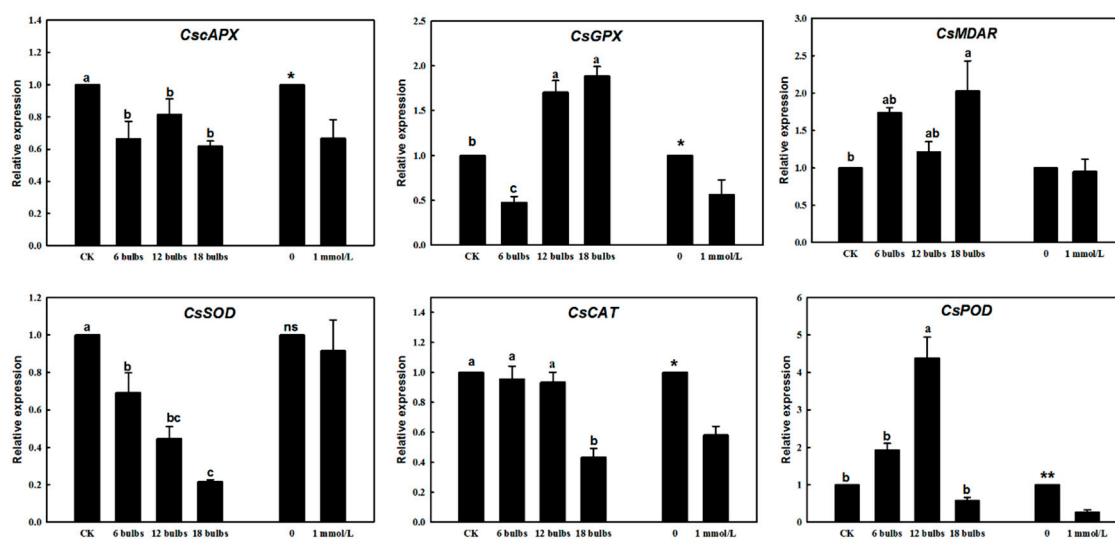 CscAPX
Relative expression
1.4
1.2
1.0
0.8
0.6
0.4
0.2
0.0
a
b
b
b
*
CK 6 bulbs 12 bulbs 18 bulbs 0 1 mmol/L
CsGPX
Relative expression
2.5
2.0
1.5
1.0
0.5
0.0
b
c
a
a
*
CK 6 bulbs 12 bulbs 18 bulbs 0 1 mmol/L
CsMDAR
Relative expression
3.0
2.5
2.0
1.5
1.0
0.5
0.0
b
ab
ab
a
CK 6 bulbs 12 bulbs 18 bulbs 0 1 mmol/L
CsSOD
Relative expression
1.2
1.0
0.8
0.6
0.4
0.2
0.0
a
b
bc
c
ns
CK 6 bulbs 12 bulbs 18 bulbs 0 1 mmol/L
CsCAT
Relative expression
1.4
1.2
1.0
0.8
0.6
0.4
0.2
0.0
a
a
a
b
*
CK 6 bulbs 12 bulbs 18 bulbs 0 1 mmol/L
CsPOD
Relative expression
6
5
4
3
2
1
0
b
b
a
b
**
CK 6 bulbs 12 bulbs 18 bulbs 0 1 mmol/L